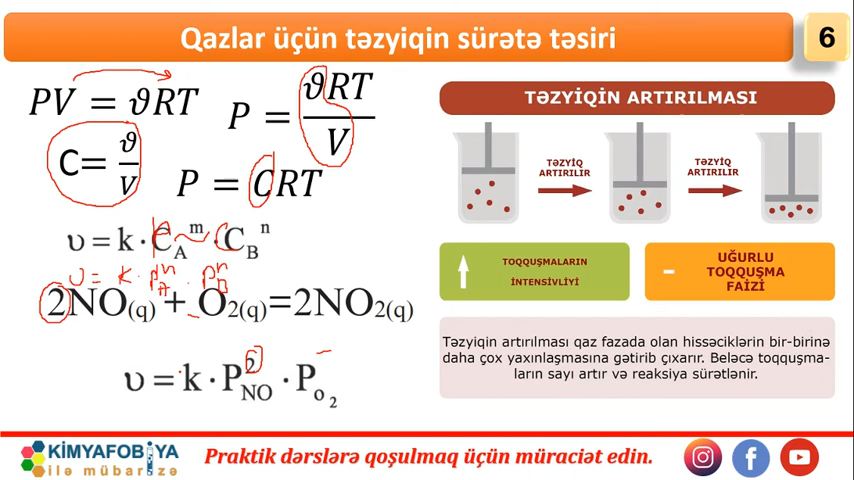 Qazlar üçün təzyiqin sürətə təsiri
6
PV = ϑRT
P = ϑRT/V
C= ϑ/V
P = CRT
υ = k · C_A^m · C_B^n
υ = k · P_A^m · P_B^n
2NO(q) + O2(q)=2NO2(q)
υ = k · P²_NO · P_O2
TƏZYİQİN ARTIRILMASI
TƏZYİQ
ARTIRILIR
TƏZYİQ
ARTIRILIR
TOQQUŞMALARIN
İNTENSİVLİYİ
UĞURLU
TOQQUŞMA
FAİZİ
Təzyiqin artırılması qaz fazada olan hissəciklərin bir-birinə
daha çox yaxınlaşmasına gətirib çıxarır. Beləcə toqquşma-
ların sayı artır və reaksiya sürətlənir.
KİMYAFOBİYA
ilə mübarizə
Praktik dərslərə qoşulmaq üçün müraciət edin.